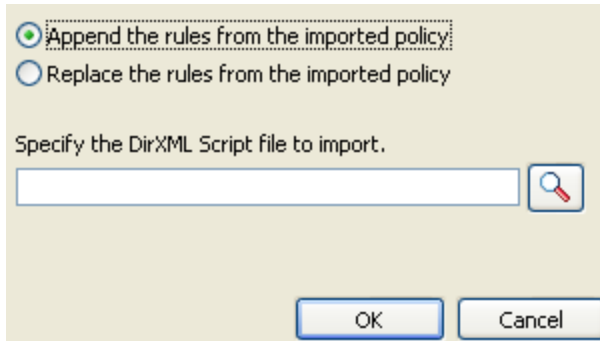 Append the rules from the imported policy
Replace the rules from the imported policy
Specify the DirXML Script file to import.
OK
Cancel